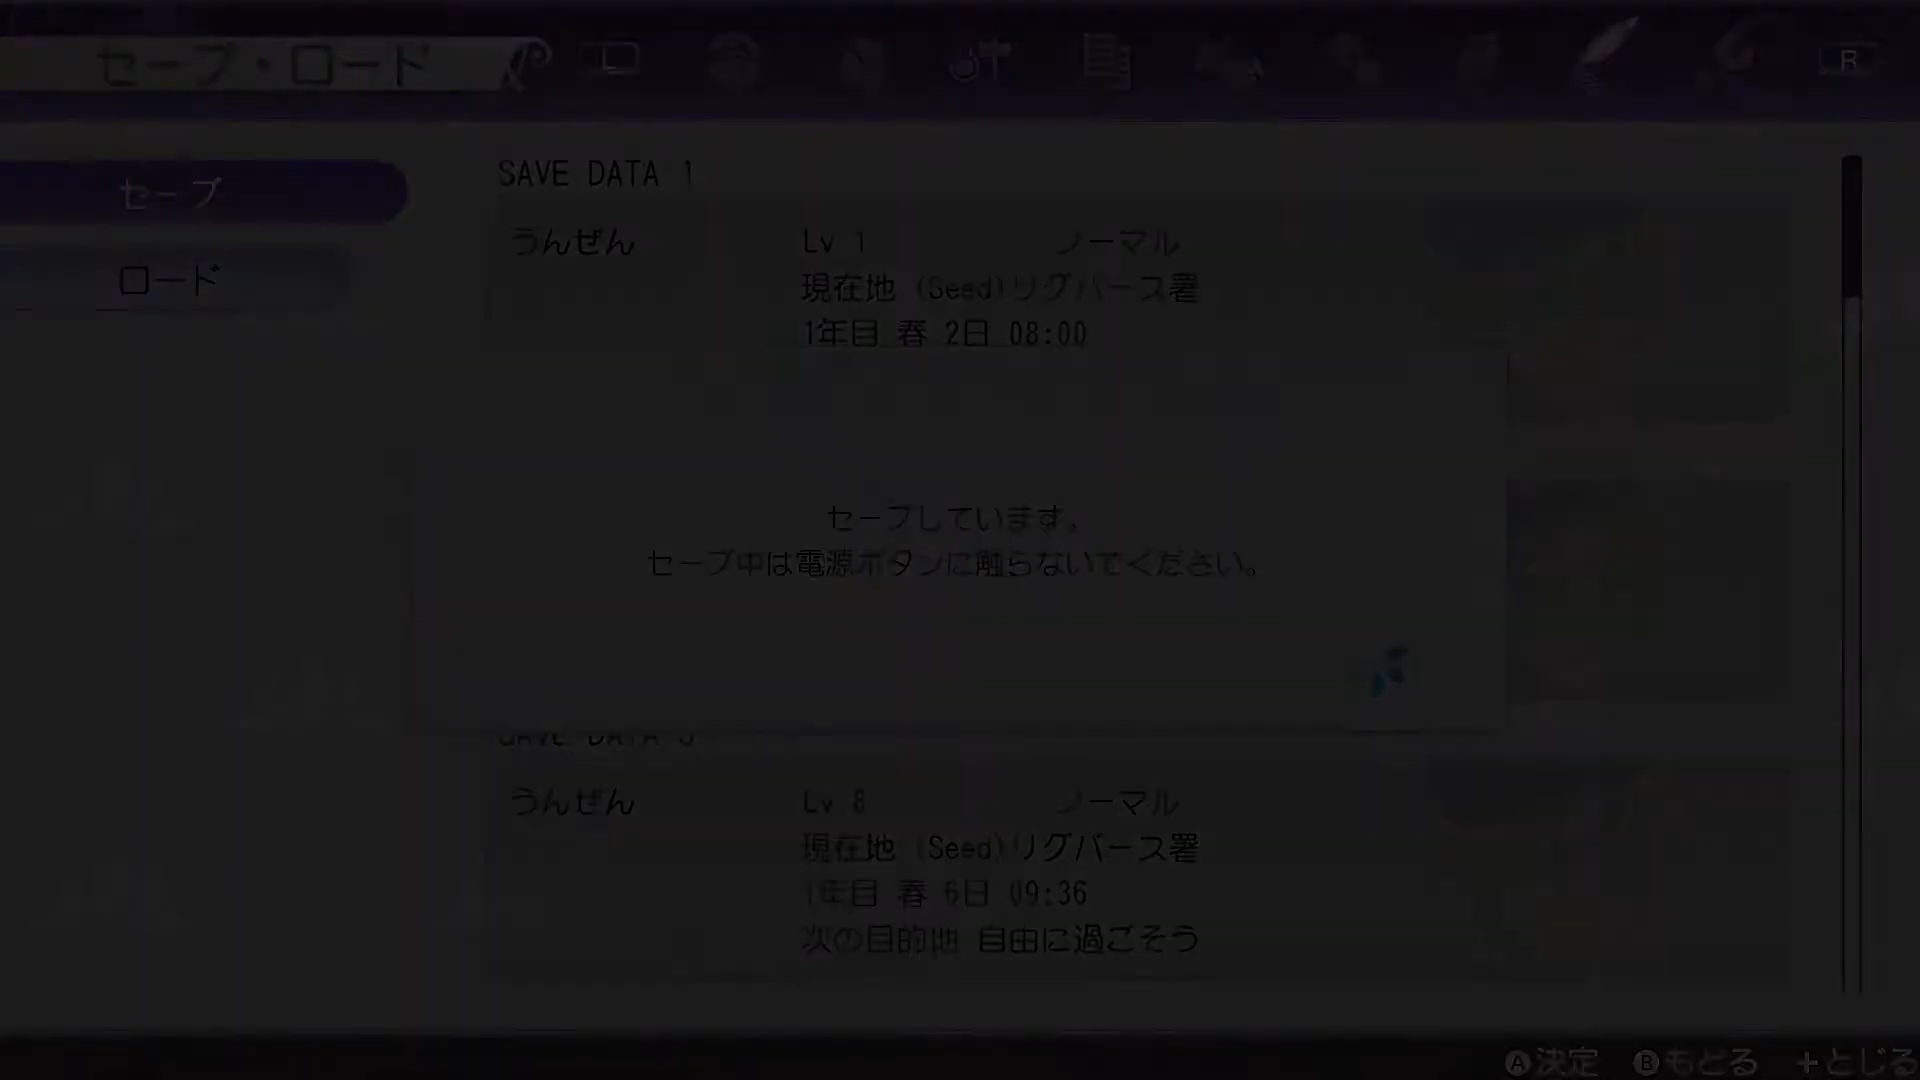 セーブ・ロード
L
R
セーブ
ロード
SAVE DATA 1
うんぜん Lv 1 ノーマル
現在地 (Seed)リグバース署
1年目 春 2日 08:00
セーブしています。
セーブ中は電源ボタンに触らないでください。
SAVE DATA 3
うんぜん Lv 8 ノーマル
現在地 (Seed)リグバース署
1年目 春 6日 09:36
次の目的地 自由に過ごそう
A決定 Bもどる +とじる